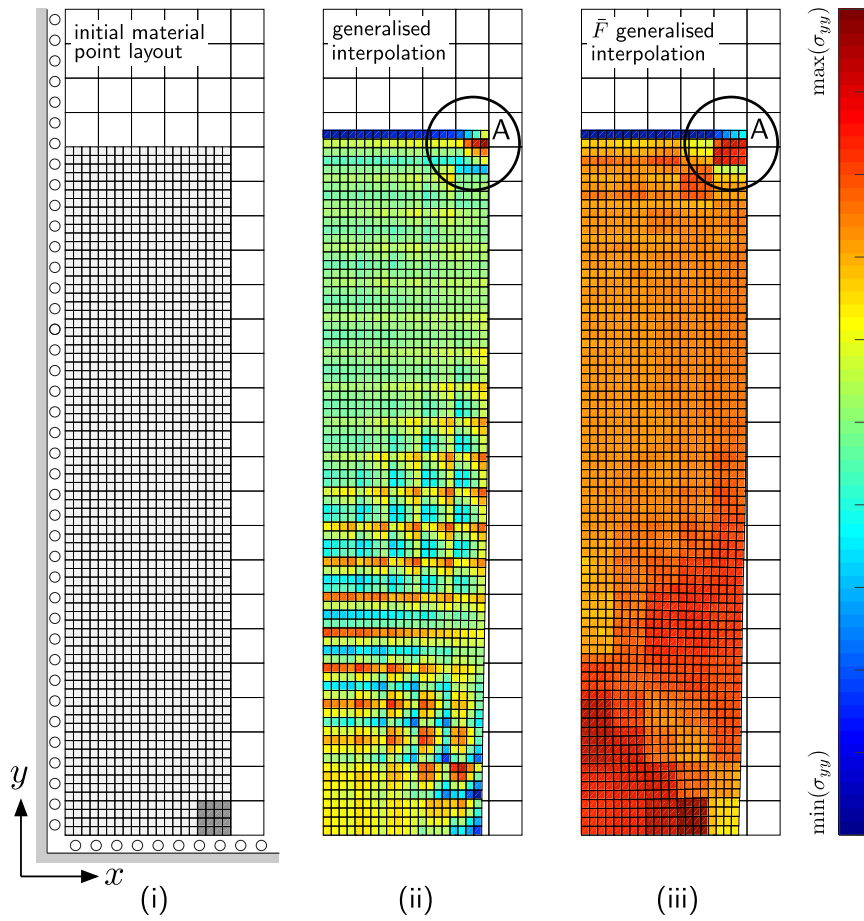 initial material
point layout
generalised
interpolation
F̄ generalised
interpolation
A
A
max(σyy)
min(σyy)
y
x
(i)
(ii)
(iii)